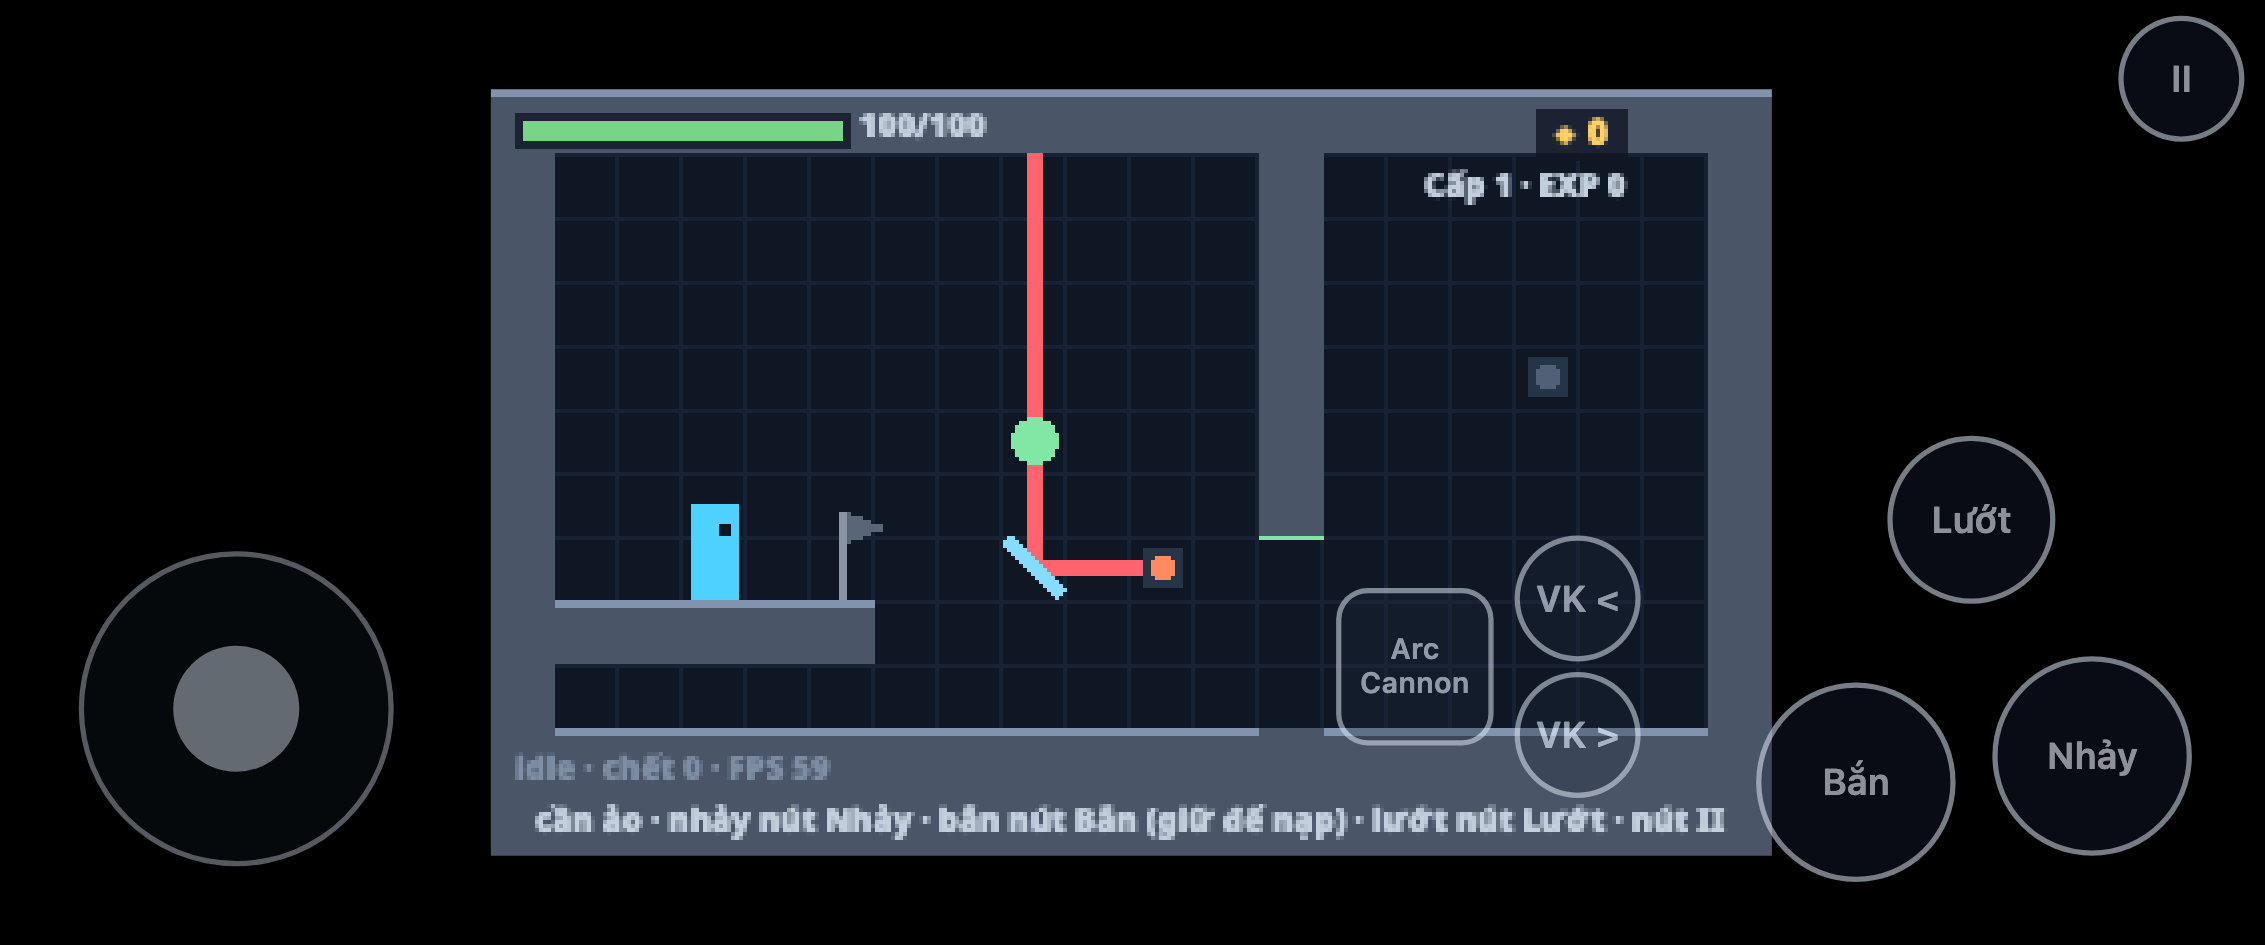 II
100/100
0
Cấp 1 · EXP 0
Lướt
VK <
Arc
Cannon
VK >
Bắn
Nhảy
Idle · chết 0 · FPS 59
cần ảo · nhảy nút Nhảy · bắn nút Bắn (giữ để nạp) · lướt nút Lướt · nút II